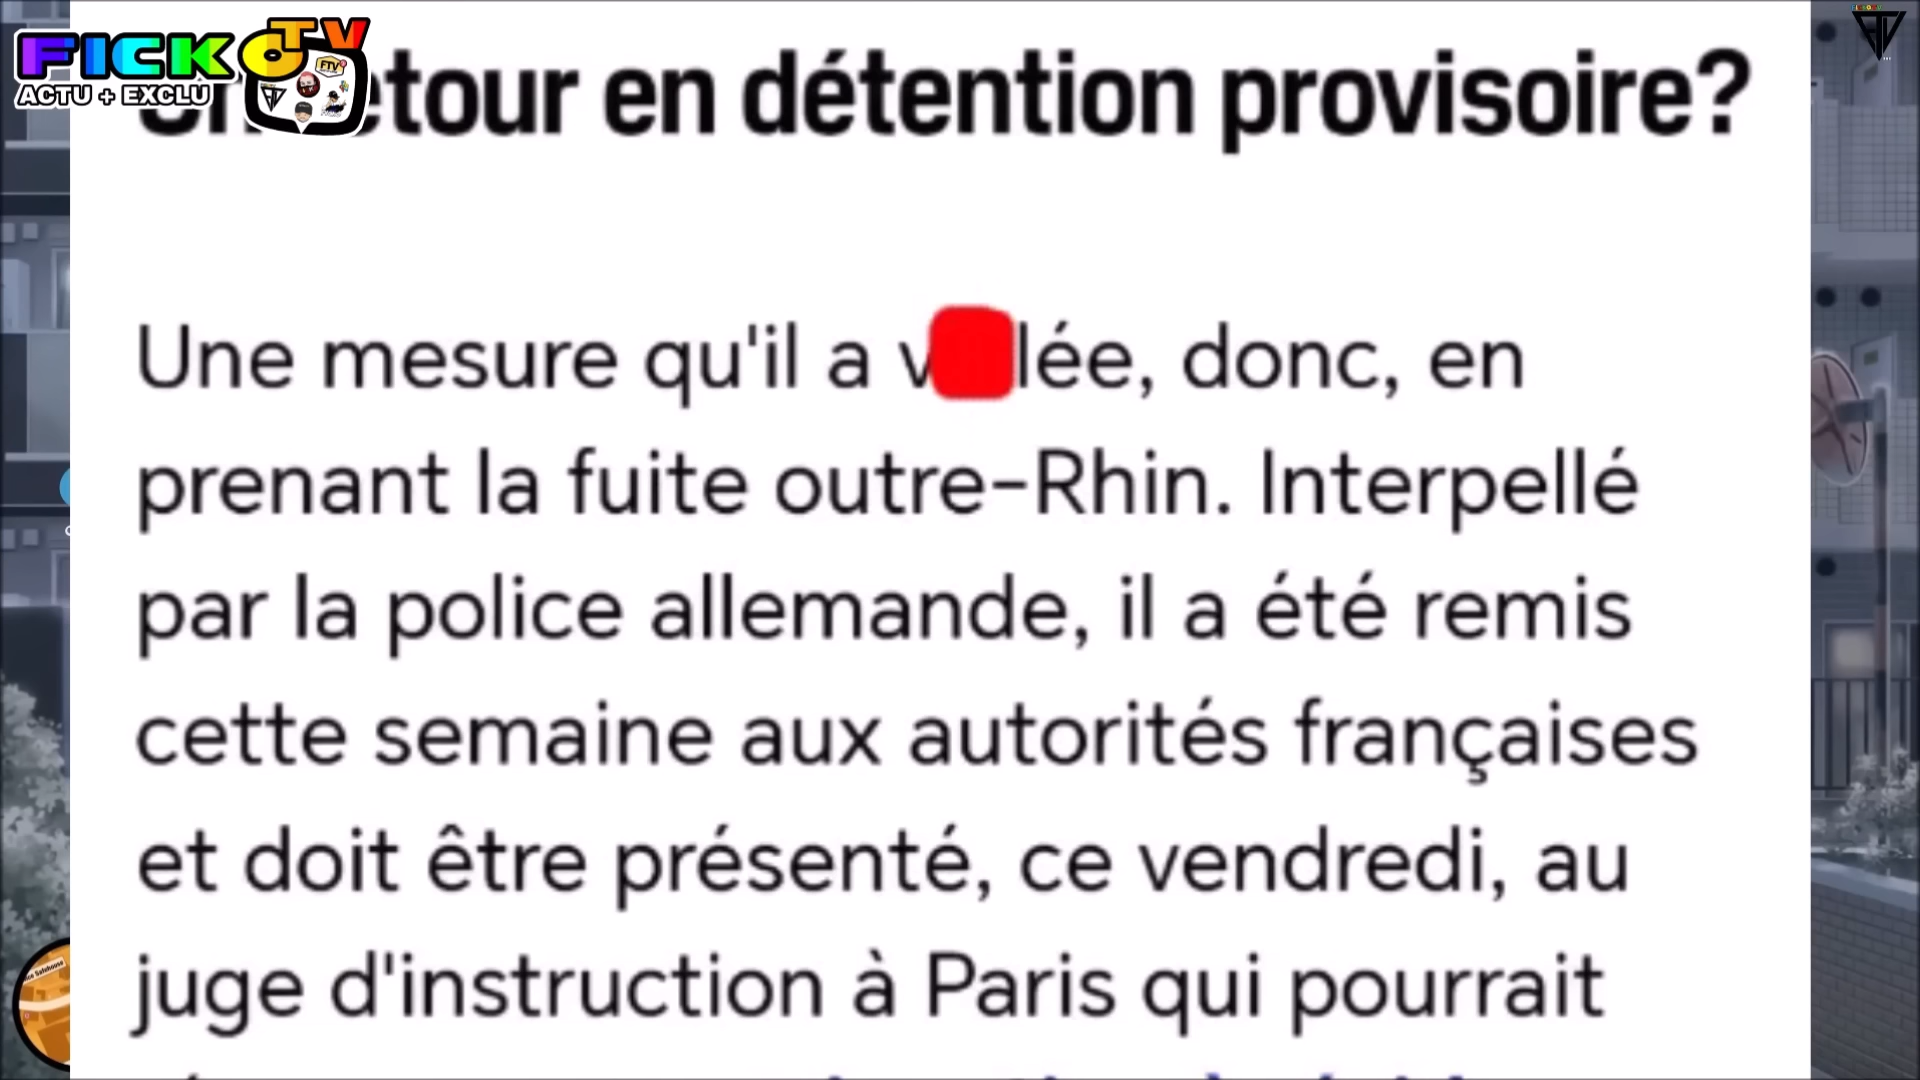 FICKO TV
ACTU + EXCLU
FTV
etour en détention provisoire?
Une mesure qu'il a v lée, donc, en
prenant la fuite outre-Rhin. Interpellé
par la police allemande, il a été remis
cette semaine aux autorités françaises
et doit être présenté, ce vendredi, au
juge d'instruction à Paris qui pourrait